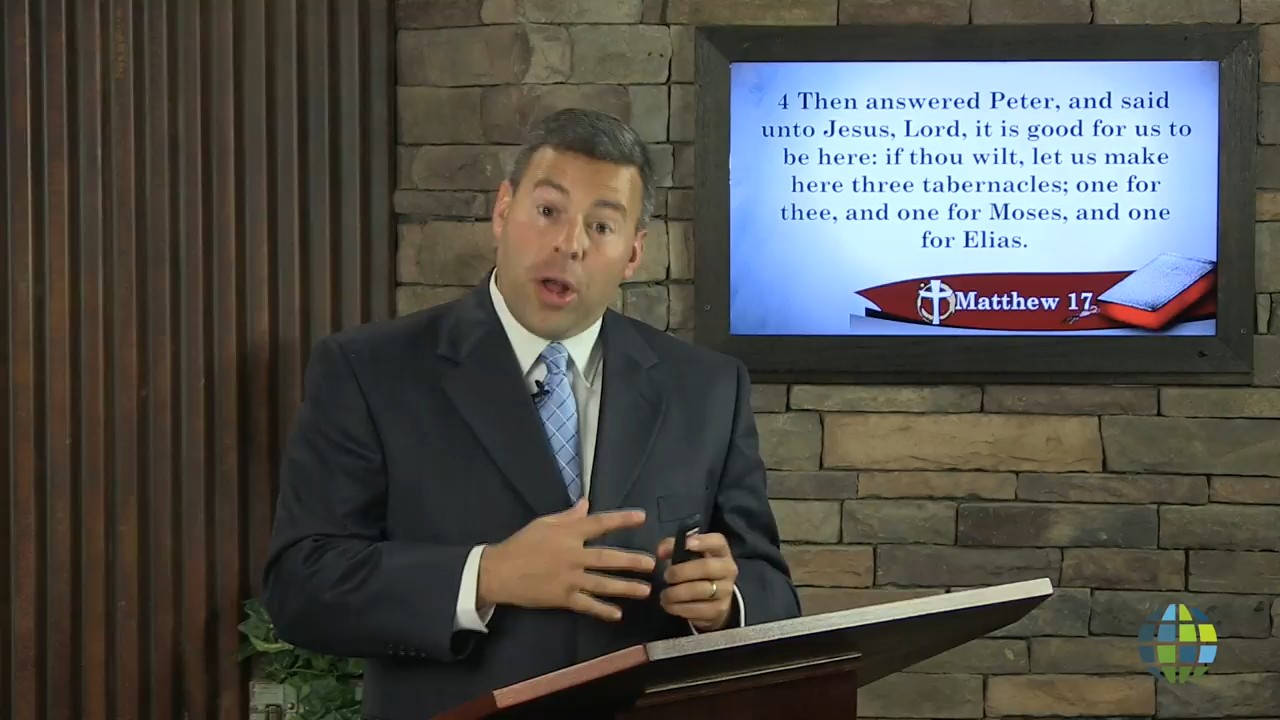 4 Then answered Peter, and said
unto Jesus, Lord, it is good for us to
be here: if thou wilt, let us make
here three tabernacles; one for
thee, and one for Moses, and one
for Elias.
Matthew 17